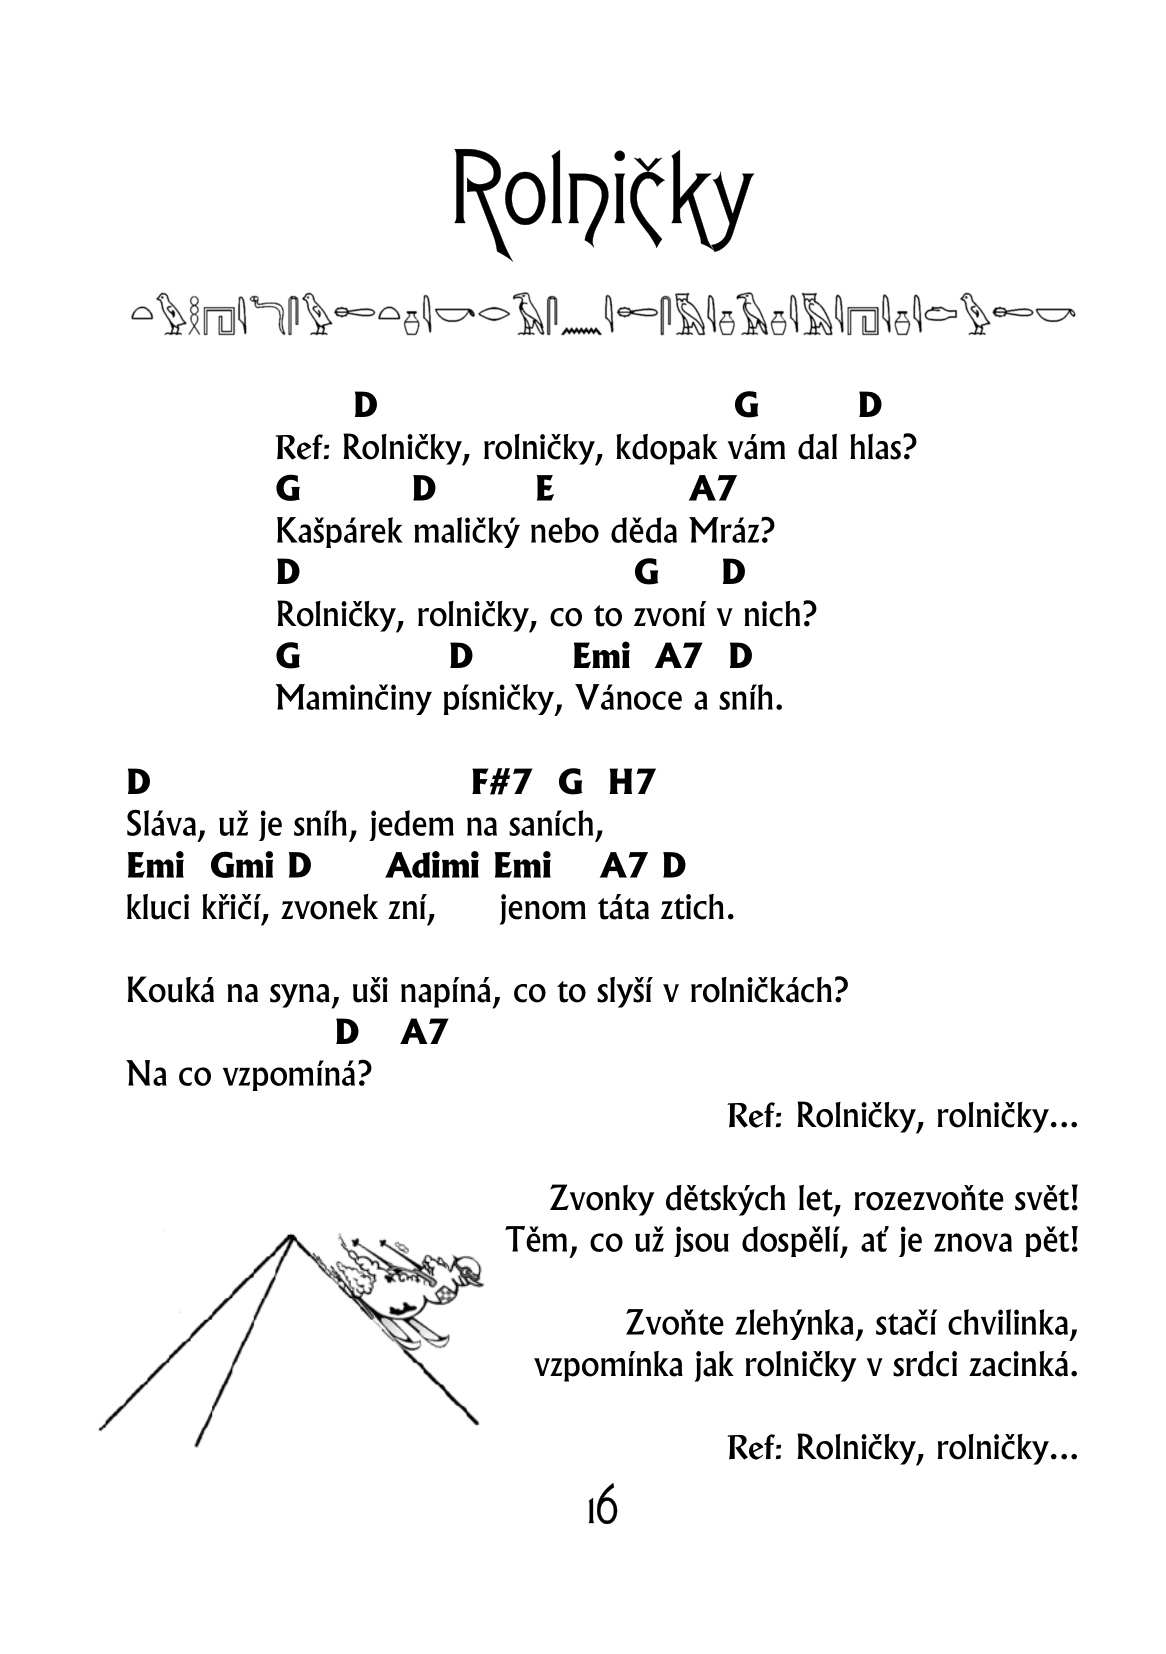 Rolničky
D G D
Ref: Rolničky, rolničky, kdopak vám dal hlas?
G D E A7
Kašpárek maličký nebo děda Mráz?
D G D
Rolničky, rolničky, co to zvoní v nich?
G D Emi A7 D
Maminčiny písničky, Vánoce a sníh.
D F#7 G H7
Sláva, už je sníh, jedem na saních,
Emi Gmi D Adimi Emi A7 D
kluci křičí, zvonek zní, jenom táta ztich.
Kouká na syna, uši napíná, co to slyší v rolničkách?
D A7
Na co vzpomíná?
Ref: Rolničky, rolničky...
Zvonky dětských let, rozezvoňte svět!
Těm, co už jsou dospělí, ať je znova pět!
Zvoňte zlehýnka, stačí chvilinka,
vzpomínka jak rolničky v srdci zacinká.
Ref: Rolničky, rolničky...
16